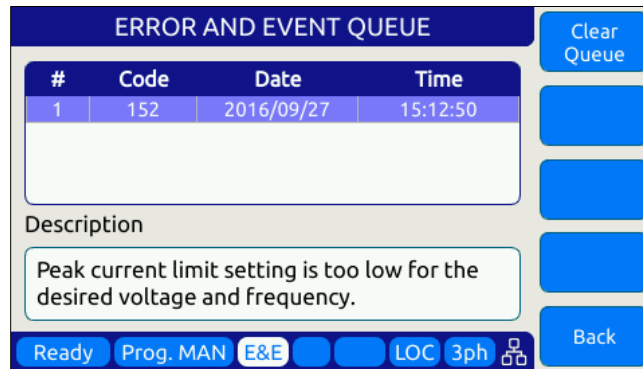 ERROR AND EVENT QUEUE
Clear
Queue
# Code Date Time
1 152 2016/09/27 15:12:50
Description
Peak current limit setting is too low for the
desired voltage and frequency.
Back
Ready Prog. MAN E&E LOC 3ph